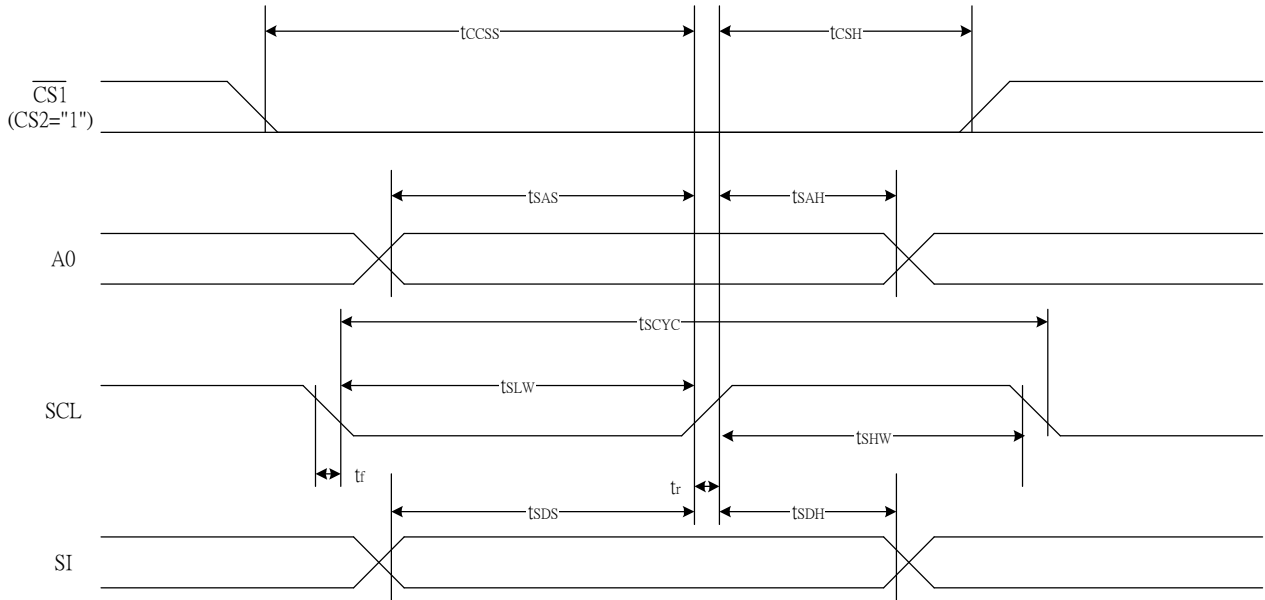 tCCSS
tCSH
CS1
(CS2="1")
tSAS
tSAH
A0
tSCYC
tSLW
SCL
tSHW
tf
tr
tSDS
tSDH
SI